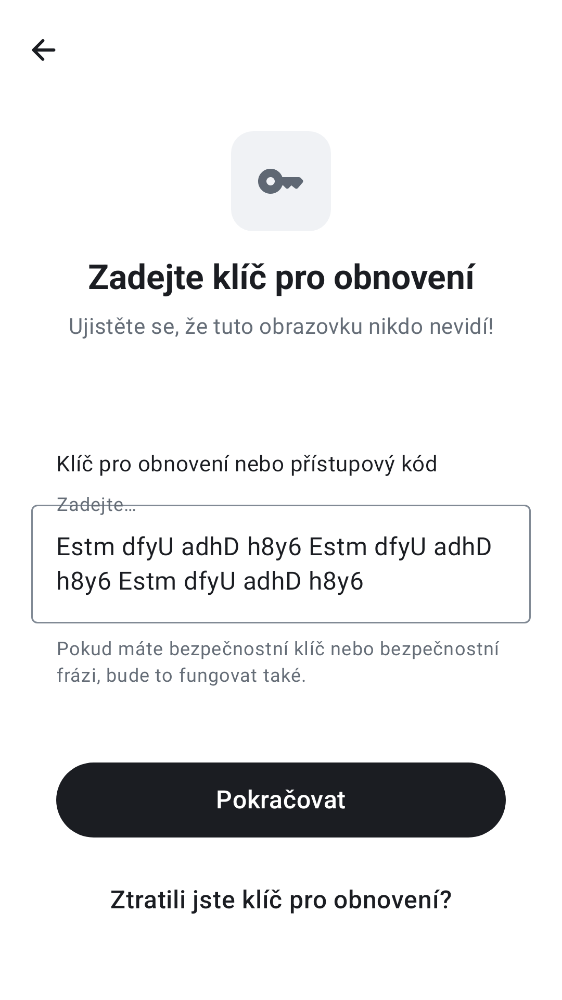 Zadejte klíč pro obnovení
Ujistěte se, že tuto obrazovku nikdo nevidí!
Klíč pro obnovení nebo přístupový kód
Zadejte…
Estm dfyU adhD h8y6 Estm dfyU adhD
h8y6 Estm dfyU adhD h8y6
Pokud máte bezpečnostní klíč nebo bezpečnostní
frázi, bude to fungovat také.
Pokračovat
Ztratili jste klíč pro obnovení?